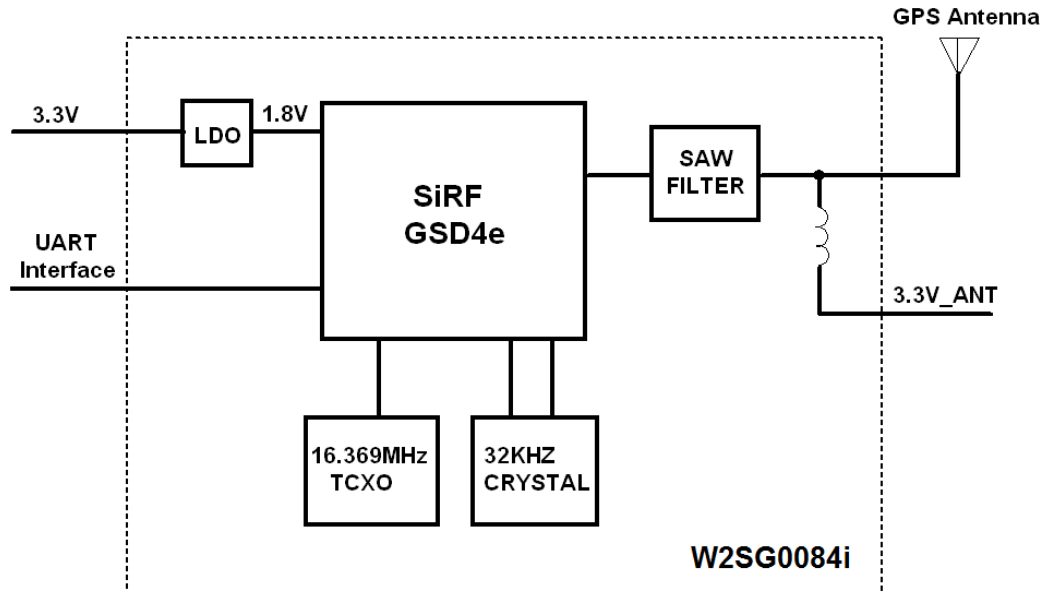 GPS Antenna
3.3V
LDO
1.8V
SiRF
GSD4e
SAW
FILTER
UART
Interface
3.3V_ANT
16.369MHz
TCXO
32KHZ
CRYSTAL
W2SG0084i